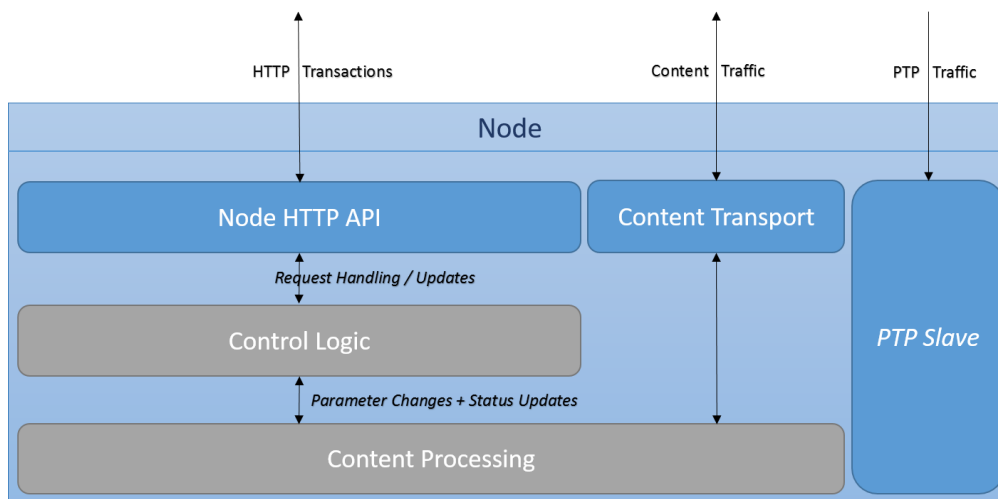 HTTP Transactions
Content Traffic
PTP Traffic
Node
Node HTTP API
Content Transport
Request Handling / Updates
Control Logic
PTP Slave
Parameter Changes + Status Updates
Content Processing